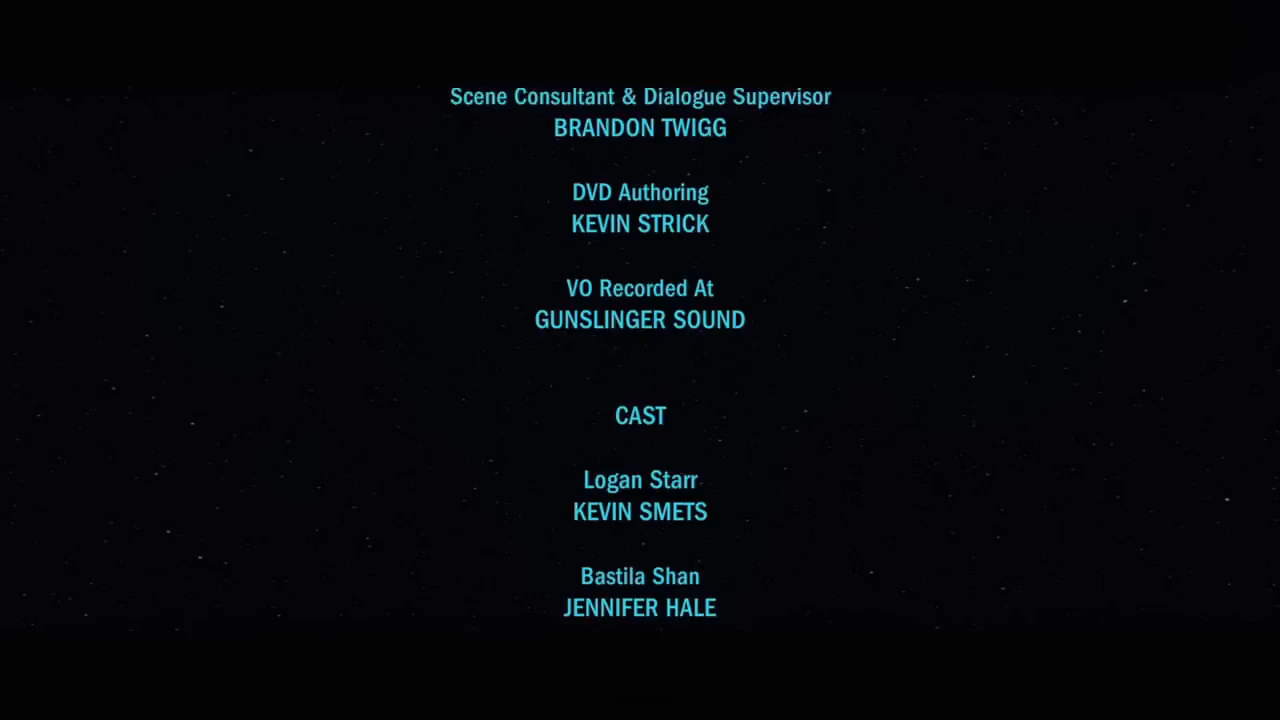 Scene Consultant & Dialogue Supervisor
BRANDON TWIGG
DVD Authoring
KEVIN STRICK
VO Recorded At
GUNSLINGER SOUND
CAST
Logan Starr
KEVIN SMETS
Bastila Shan
JENNIFER HALE